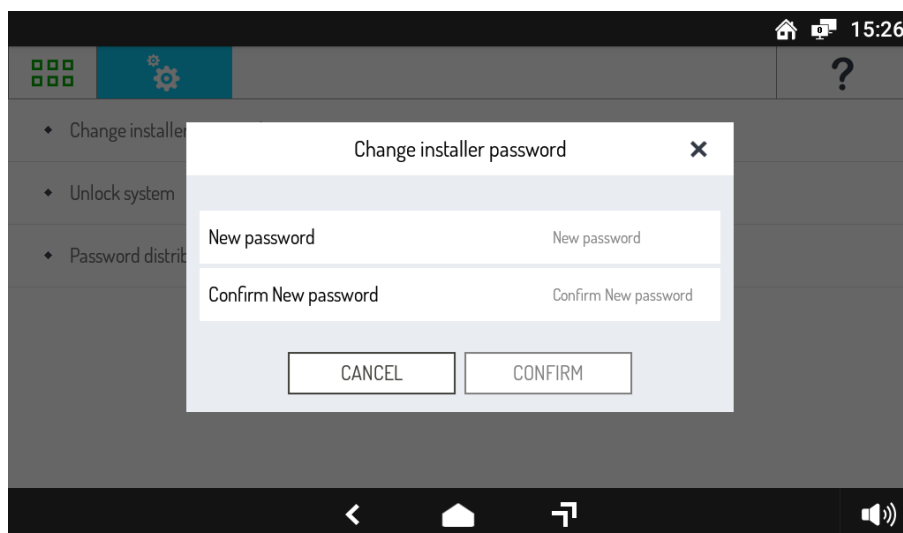 15:26
?
Change installer
Change installer password
Unlock system
New password
New password
Password distrib
Confirm New password
Confirm New password
CANCEL
CONFIRM